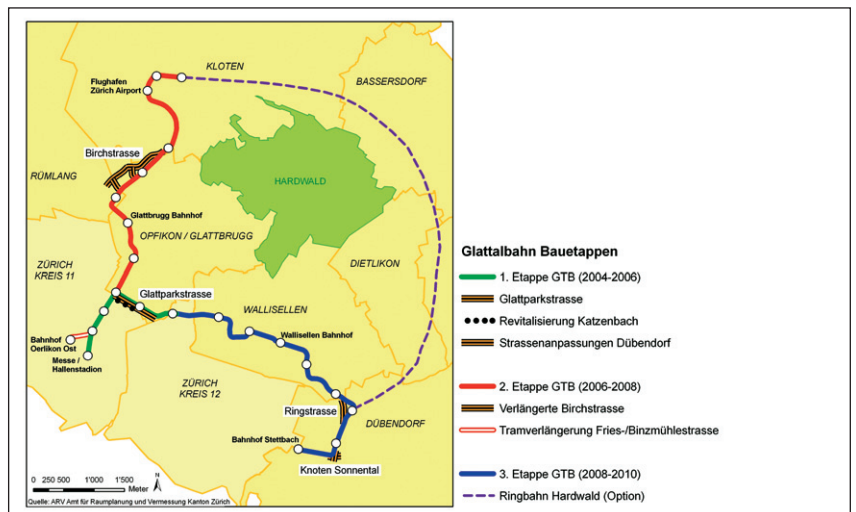 KLOTEN
Flughafen
Zürich Airport
BASSERSDORF
Birchstrasse
RÜMLANG
HARDWALD
Glattbrugg Bahnhof
OPFIKON / GLATTBRUGG
ZÜRICH
KREIS 11
DIETLIKON
Glattparkstrasse
WALLISELLEN
Bahnhof
Oerlikon Ost
Wallisellen Bahnhof
Messe /
Hallenstadion
ZÜRICH
KREIS 12
Ringstrasse
DÜBENDORF
Bahnhof Stettbach
Knoten Sonnental
0 250 500 1'000 1'500
Meter
N
Quelle: ARV Amt für Raumplanung und Vermessung Kanton Zürich
Glattalbahn Bauetappen
1. Etappe GTB (2004-2006)
Glattparkstrasse
Revitalisierung Katzenbach
Strassenanpassungen Dübendorf
2. Etappe GTB (2006-2008)
Verlängerte Birchstrasse
Tramverlängerung Fries-/Binzmühlestrasse
3. Etappe GTB (2008-2010)
Ringbahn Hardwald (Option)